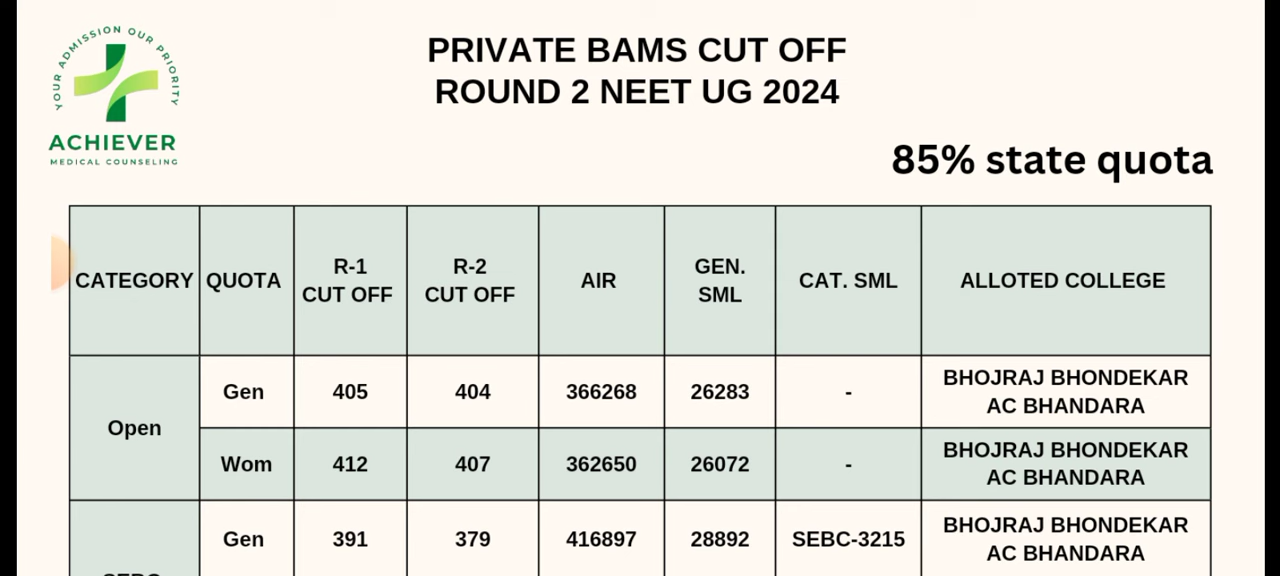 YOUR ADMISSION OUR PRIORITY
ACHIEVER
MEDICAL COUNSELING
PRIVATE BAMS CUT OFF
ROUND 2 NEET UG 2024
85% state quota
CATEGORY QUOTA R-1 CUT OFF R-2 CUT OFF AIR GEN. SML CAT. SML ALLOTED COLLEGE
Open Gen 405 404 366268 26283 - BHOJRAJ BHONDEKAR AC BHANDARA
Wom 412 407 362650 26072 - BHOJRAJ BHONDEKAR AC BHANDARA
Gen 391 379 416897 28892 SEBC-3215 BHOJRAJ BHONDEKAR AC BHANDARA